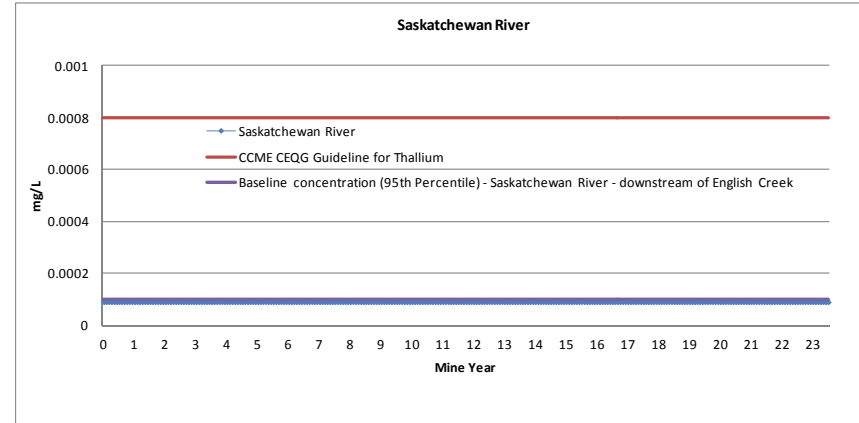 Saskatchewan River
0.001
0.0008
0.0006
0.0004
0.0002
0
mg/L
Saskatchewan River
CCME CEQG Guideline for Thallium
Baseline concentration (95th Percentile) - Saskatchewan River - downstream of English Creek
0 1 2 3 4 5 6 7 8 9 10 11 12 13 14 15 16 17 18 19 20 21 22 23
Mine Year